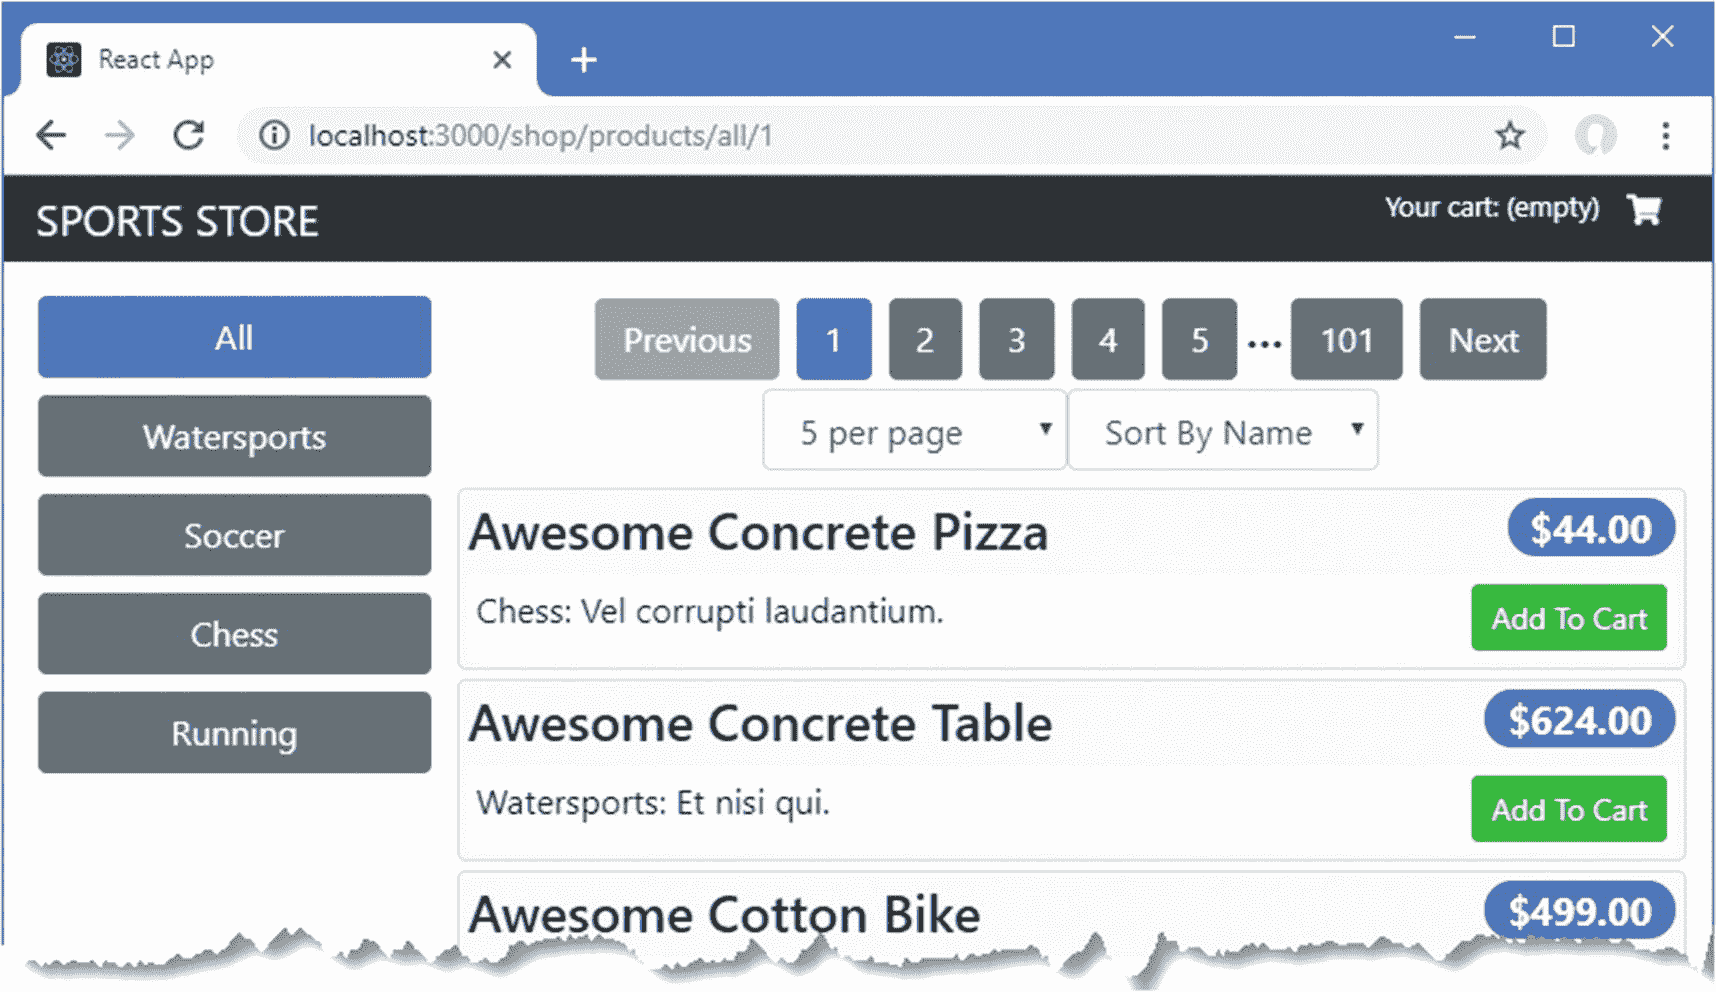 React App
localhost:3000/shop/products/all/1
SPORTS STORE
Your cart: (empty)
All
Watersports
Soccer
Chess
Running
Previous 1 2 3 4 5 ... 101 Next
5 per page Sort By Name
Awesome Concrete Pizza $44.00
Chess: Vel corrupti laudantium. Add To Cart
Awesome Concrete Table $624.00
Watersports: Et nisi qui. Add To Cart
Awesome Cotton Bike $499.00